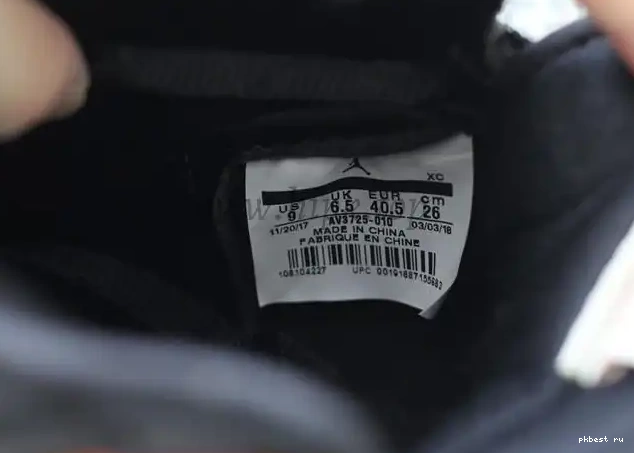 XC
US UK EUR cm
9 6.5 40.5 26
11/20/17 AV3725-010 03/03/18
MADE IN CHINA
FABRIQUE EN CHINE
108104227 UPC
pkbest ru